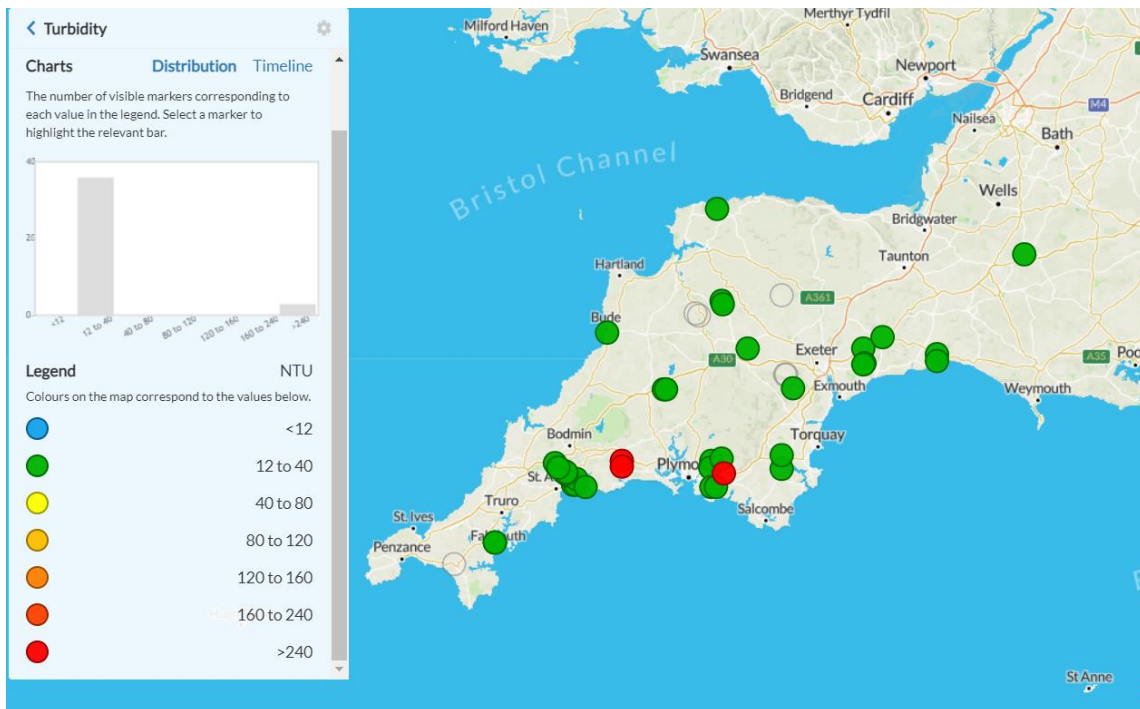 Turbidity
Charts Distribution Timeline
The number of visible markers corresponding to
each value in the legend. Select a marker to
highlight the relevant bar.
40
20
0
<12 12 to 40 40 to 80 80 to 120 120 to 160 160 to 240 >240
Legend NTU
Colours on the map correspond to the values below.
<12
12 to 40
40 to 80
80 to 120
120 to 160
160 to 240
>240
Merthyr Tydfil
Milford Haven
Swansea
Newport
Bridgend
Cardiff
M4
Nailsea
Bath
Bristol Channel
Wells
Bridgwater
Taunton
Hartland
A361
Bude
A30
Exeter
A35
Poo
Exmouth
Weymouth
Bodmin
Torquay
Plymo
St. A
Truro
Salcombe
St. Ives
Fa uth
Penzance
St Anne